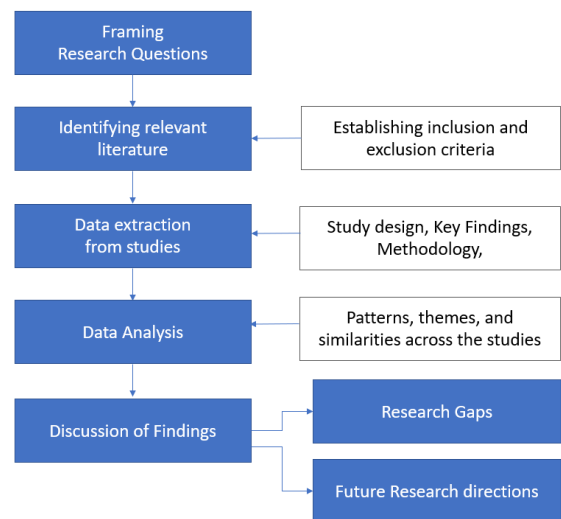 Framing
Research Questions
Identifying relevant
literature
Establishing inclusion and
exclusion criteria
Data extraction
from studies
Study design, Key Findings,
Methodology,
Data Analysis
Patterns, themes, and
similarities across the studies
Discussion of Findings
Research Gaps
Future Research directions